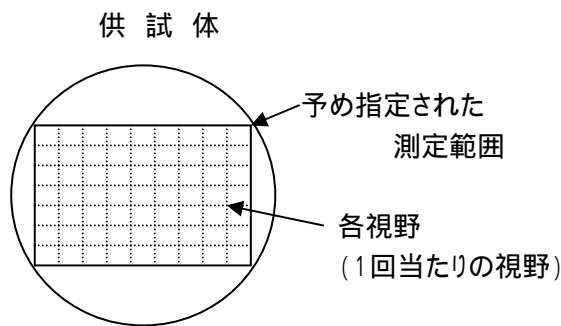 供 試 体
予め指定された
測定範囲
各視野
(1回当たりの視野)